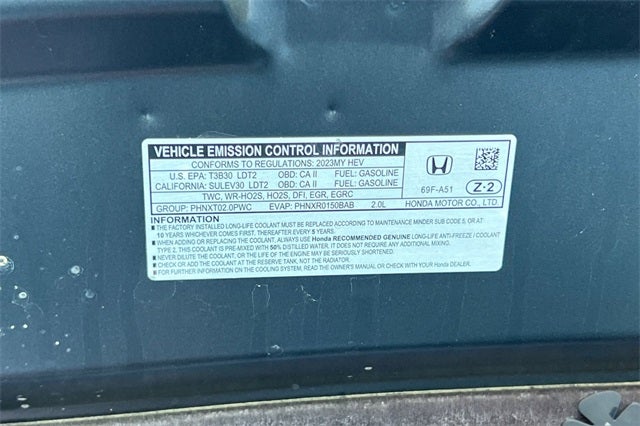 VEHICLE EMISSION CONTROL INFORMATION
CONFORMS TO REGULATIONS: 2023MY HEV
U.S. EPA: T3B30 LDT2 OBD: CA II FUEL: GASOLINE
CALIFORNIA: SULEV30 LDT2 OBD: CA II FUEL: GASOLINE
TWC, WR-HO2S, HO2S, DFI, EGR, EGRC
69F-A51 Z-2
GROUP: PHNXT02.0PWC EVAP: PHNXR0150BAB 2.0L HONDA MOTOR CO., LTD.
INFORMATION
■ THE FACTORY INSTALLED LONG-LIFE COOLANT MUST BE REPLACED ACCORDING TO MAINTENANCE MINDER SUB CODE 5, OR AT
10 YEARS WHICHEVER COMES FIRST. THEREAFTER, EVERY 5 YEARS.
■ WHEN ADDING OR REPLACING THE COOLANT, ALWAYS USE Honda RECOMMENDED GENUINE LONG-LIFE ANTI-FREEZE / COOLANT
TYPE 2, THIS COOLANT IS PRE-MIXED WITH 50% DISTILLED WATER, IT DOES NOT REQUIRE ANY ADDITIONAL MIXING.
■ NEVER DILUTE THE COOLANT, OR THE LIFE OF THE ENGINE MAY BE SERIOUSLY SHORTENED.
■ CHECK OR ADD THE COOLANT AT THE RESERVE TANK, NOT THE RADIATOR.
■ FOR FURTHER INFORMATION ON THE COOLING SYSTEM, READ THE OWNER'S MANUAL OR CHECK WITH YOUR Honda DEALER.